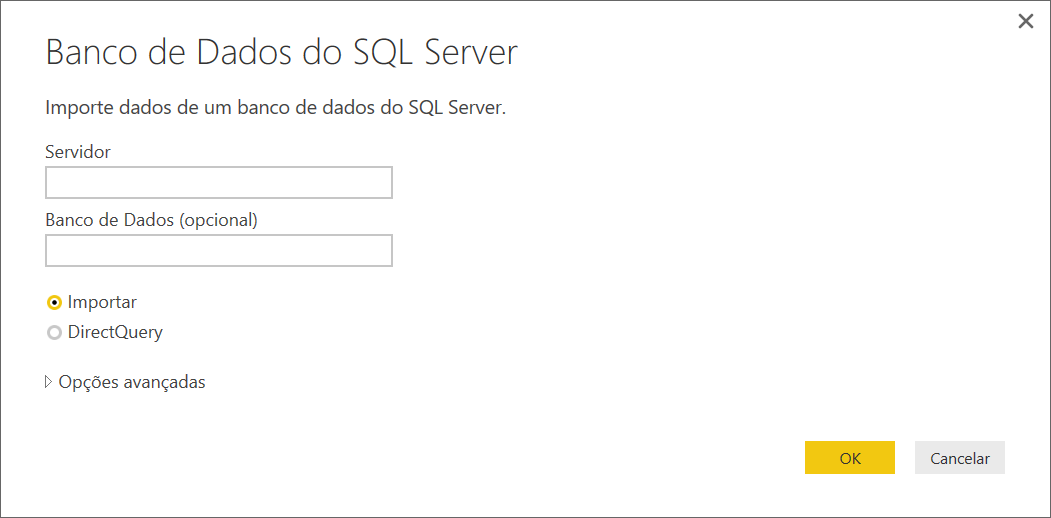 Banco de Dados do SQL Server
Importe dados de um banco de dados do SQL Server.
Servidor
Banco de Dados (opcional)
Importar
DirectQuery
Opções avançadas
OK
Cancelar